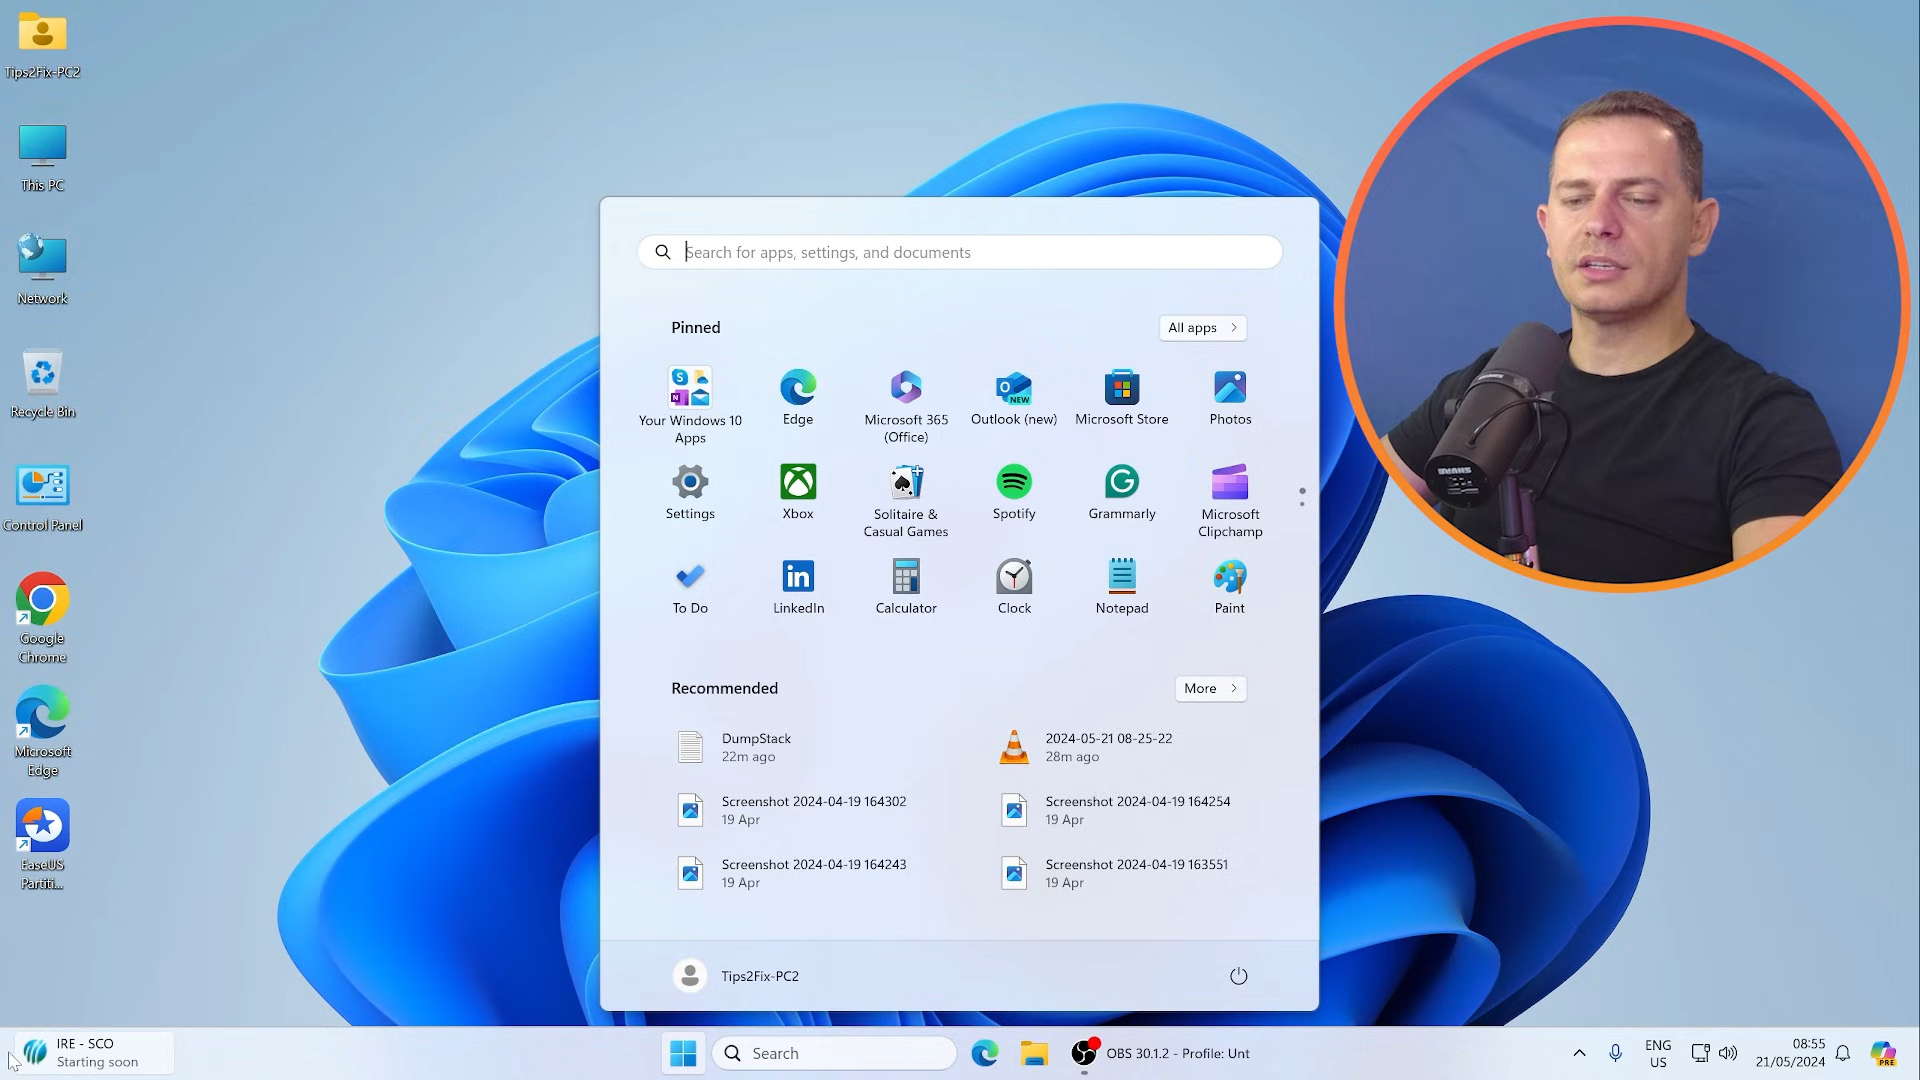 Tips2Fix-PC2
This PC
Network
Recycle Bin
Control Panel
Google
Chrome
Microsoft
Edge
EaseUS
Partiti...
Search for apps, settings, and documents
Pinned
All apps
Your Windows 10
Apps
Edge
Microsoft 365
(Office)
Outlook (new)
Microsoft Store
Photos
Settings
Xbox
Solitaire &
Casual Games
Spotify
Grammarly
Microsoft
Clipchamp
To Do
LinkedIn
Calculator
Clock
Notepad
Paint
Recommended
More
DumpStack
22m ago
2024-05-21 08-25-22
28m ago
Screenshot 2024-04-19 164302
19 Apr
Screenshot 2024-04-19 164254
19 Apr
Screenshot 2024-04-19 164243
19 Apr
Screenshot 2024-04-19 163551
19 Apr
Tips2Fix-PC2
SHURE
NEW
IRE - SCO
Starting soon
Search
OBS 30.1.2 - Profile: Unt
ENG
US
08:55
21/05/2024
PRE